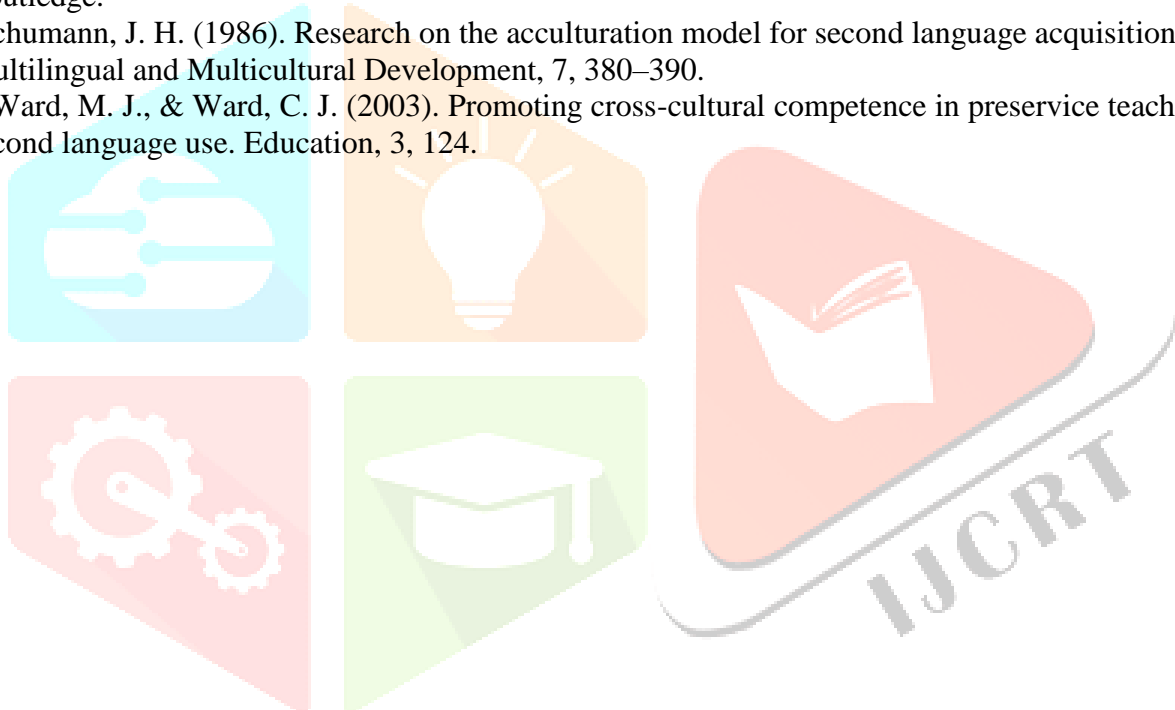 outledge.
chumann, J. H. (1986). Research on the acculturation model for second language acquisition
ultilingual and Multicultural Development, 7, 380–390.
Ward, M. J., & Ward, C. J. (2003). Promoting cross-cultural competence in preservice teach
cond language use. Education, 3, 124.
IJCRT